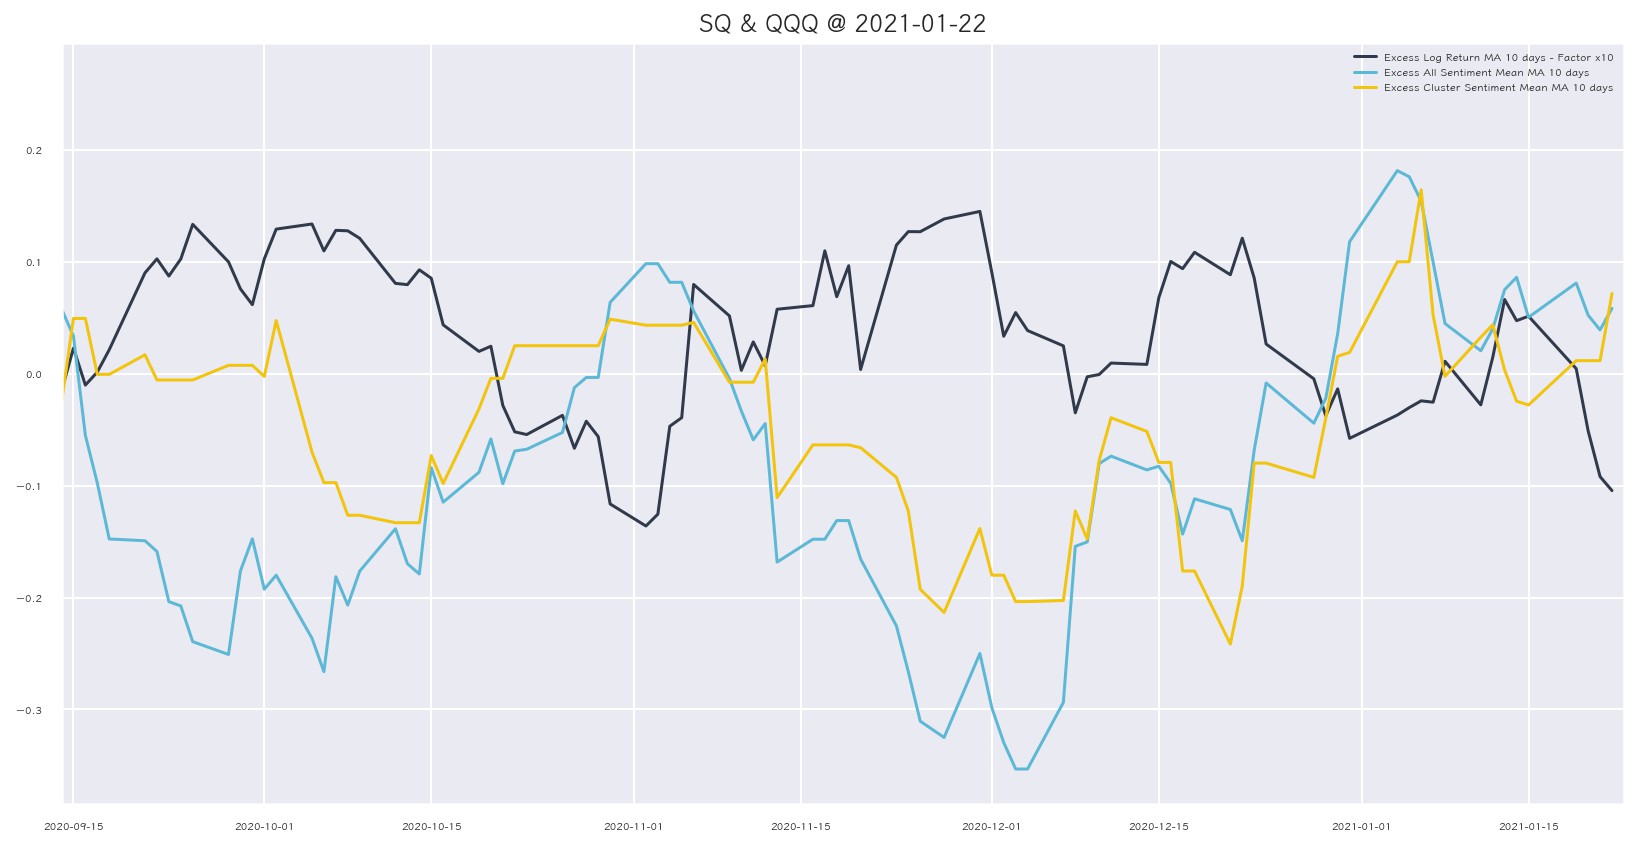 SQ & QQQ @ 2021-01-22
Excess Log Return MA 10 days - Factor x10
Excess All Sentiment Mean MA 10 days
Excess Cluster Sentiment Mean MA 10 days
0.2
0.1
0.0
−0.1
−0.2
−0.3
2020-09-15 2020-10-01 2020-10-15 2020-11-01 2020-11-15 2020-12-01 2020-12-15 2021-01-01 2021-01-15